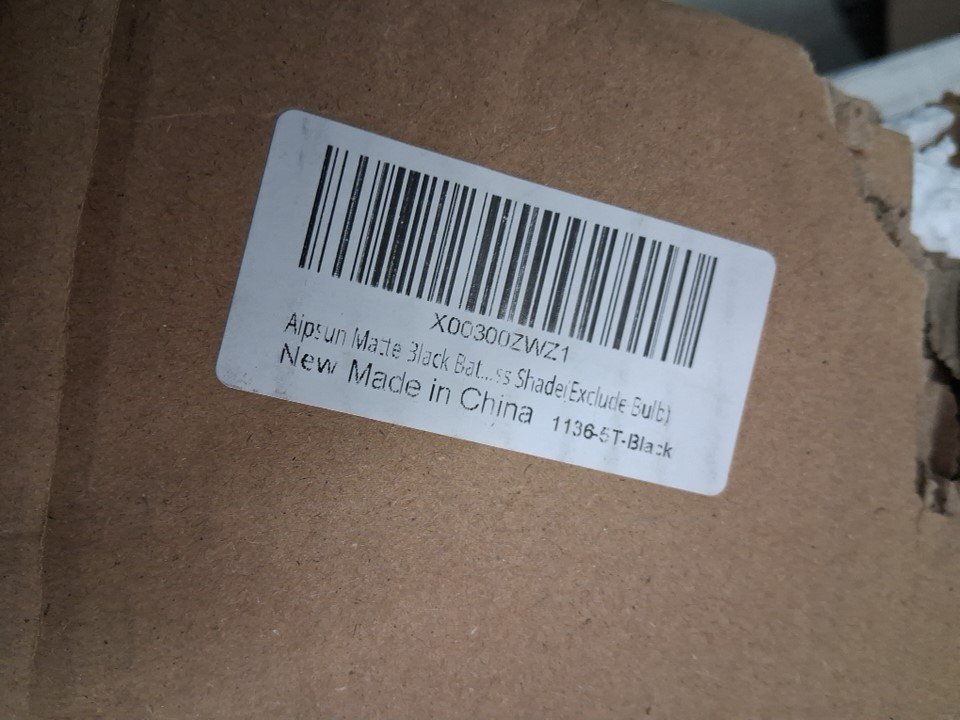 X00300ZWZ1
Aipsun Matte Black Bat...ss Shade(Exclude Bulb)
New Made in China 1136-5T-Black